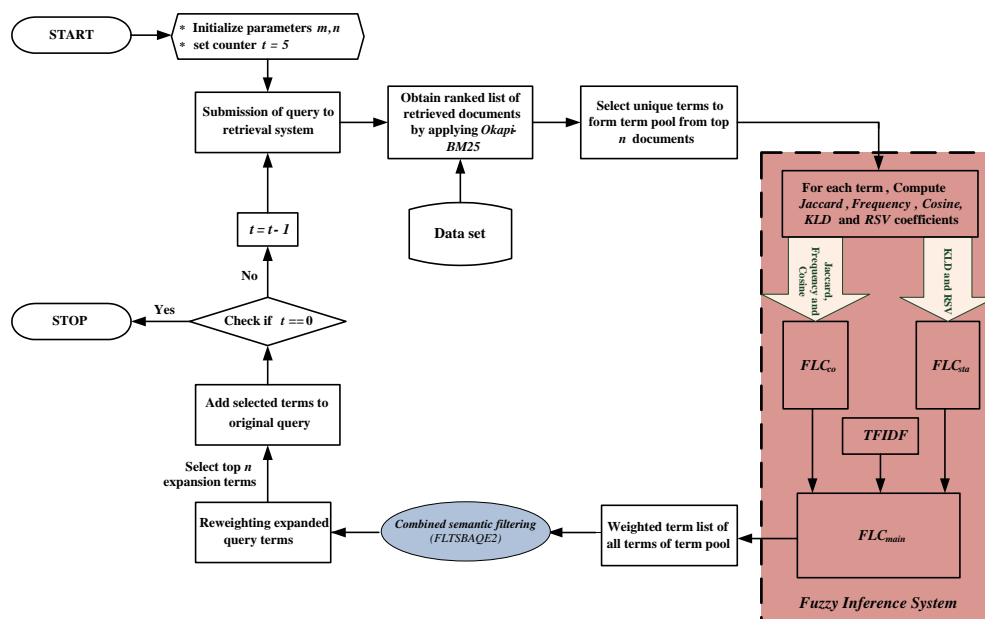 START
* Initialize parameters m,n
* set counter t = 5
Submission of query to
retrieval system
Obtain ranked list of
retrieved documents
by applying Okapi-
BM25
Select unique terms to
form term pool from top
n documents
For each term , Compute
Jaccard , Frequency , Cosine,
KLD and RSV coefficients
Data set
t = t - 1
No
Jaccard,
Frequency and
Cosine
KLD and RSV
STOP
Yes
Check if t ==0
FLCco
FLCsta
Add selected terms to
original query
TFIDF
Select top n
expansion terms
Reweighting expanded
query terms
Combined semantic filtering
(FLTSBAQE2)
Weighted term list of
all terms of term pool
FLCmain
Fuzzy Inference System